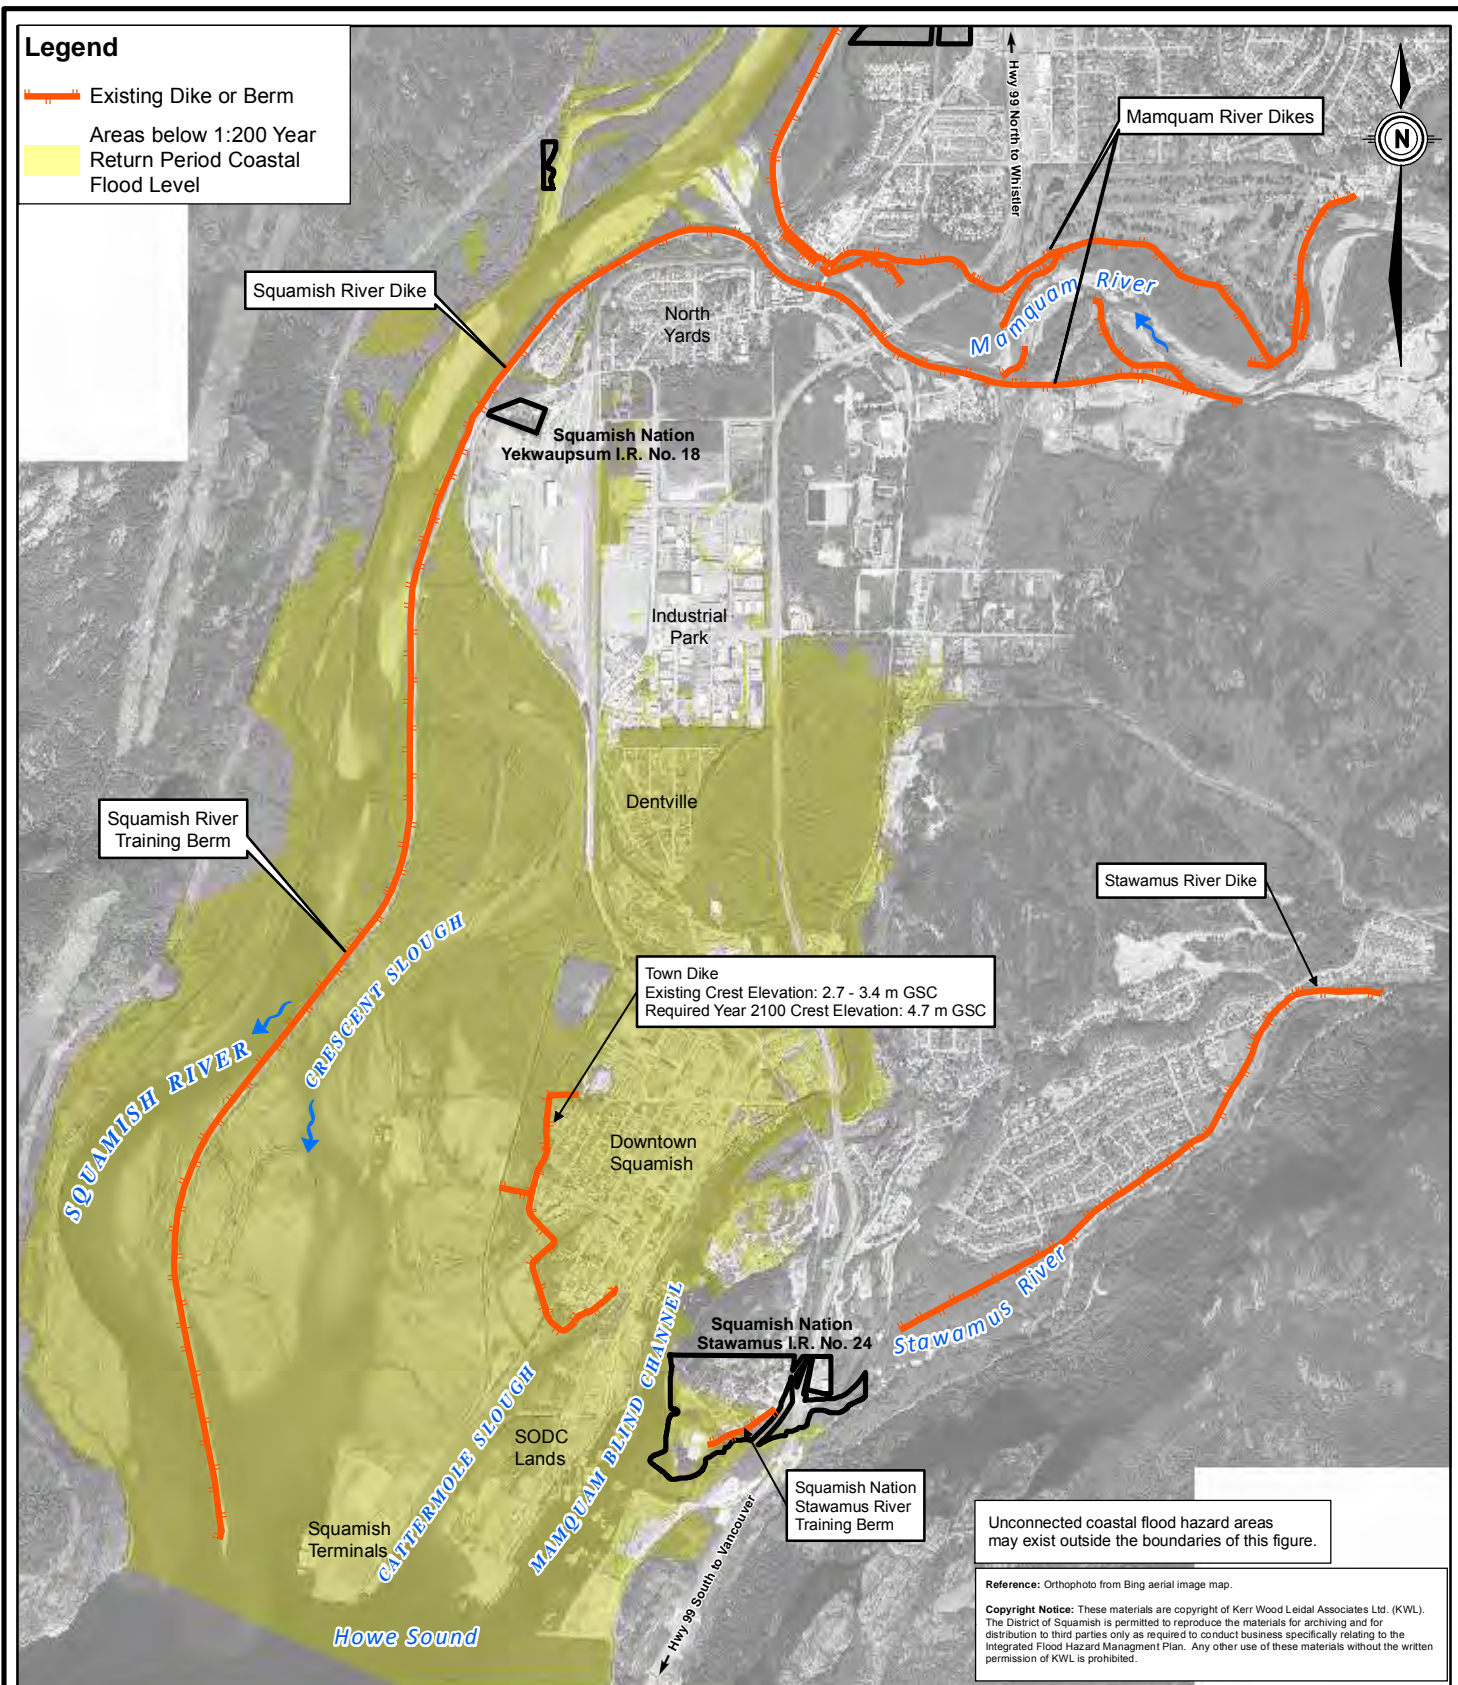 Legend
Existing Dike or Berm
Areas below 1:200 Year
Return Period Coastal
Flood Level
Hwy 99 North to Whistler
Mamquam River Dikes
N
Squamish River Dike
North
Yards
Mamquam River
Squamish Nation
Yekwaupsum I.R. No. 18
Industrial
Park
Dentville
Squamish River
Training Berm
Stawamus River Dike
CRESCENT SLOUGH
Town Dike
Existing Crest Elevation: 2.7 - 3.4 m GSC
Required Year 2100 Crest Elevation: 4.7 m GSC
SQUAMISH RIVER
Downtown
Squamish
Stawamus River
Squamish Nation
Stawamus I.R. No. 24
MAMQUAM BLIND CHANNEL
CATTERMOLE SLOUGH
SODC
Lands
Squamish
Terminals
Squamish Nation
Stawamus River
Training Berm
Hwy 99 South to Vancouver
Howe Sound
Unconnected coastal flood hazard areas
may exist outside the boundaries of this figure.
Reference: Orthophoto from Bing aerial image map.
Copyright Notice: These materials are copyright of Kerr Wood Leidal Associates Ltd. (KWL).
The District of Squamish is permitted to reproduce the materials for archiving and for
distribution to third parties only as required to conduct business specifically relating to the
Integrated Flood Hazard Managment Plan. Any other use of these materials without the written
permission of KWL is prohibited.